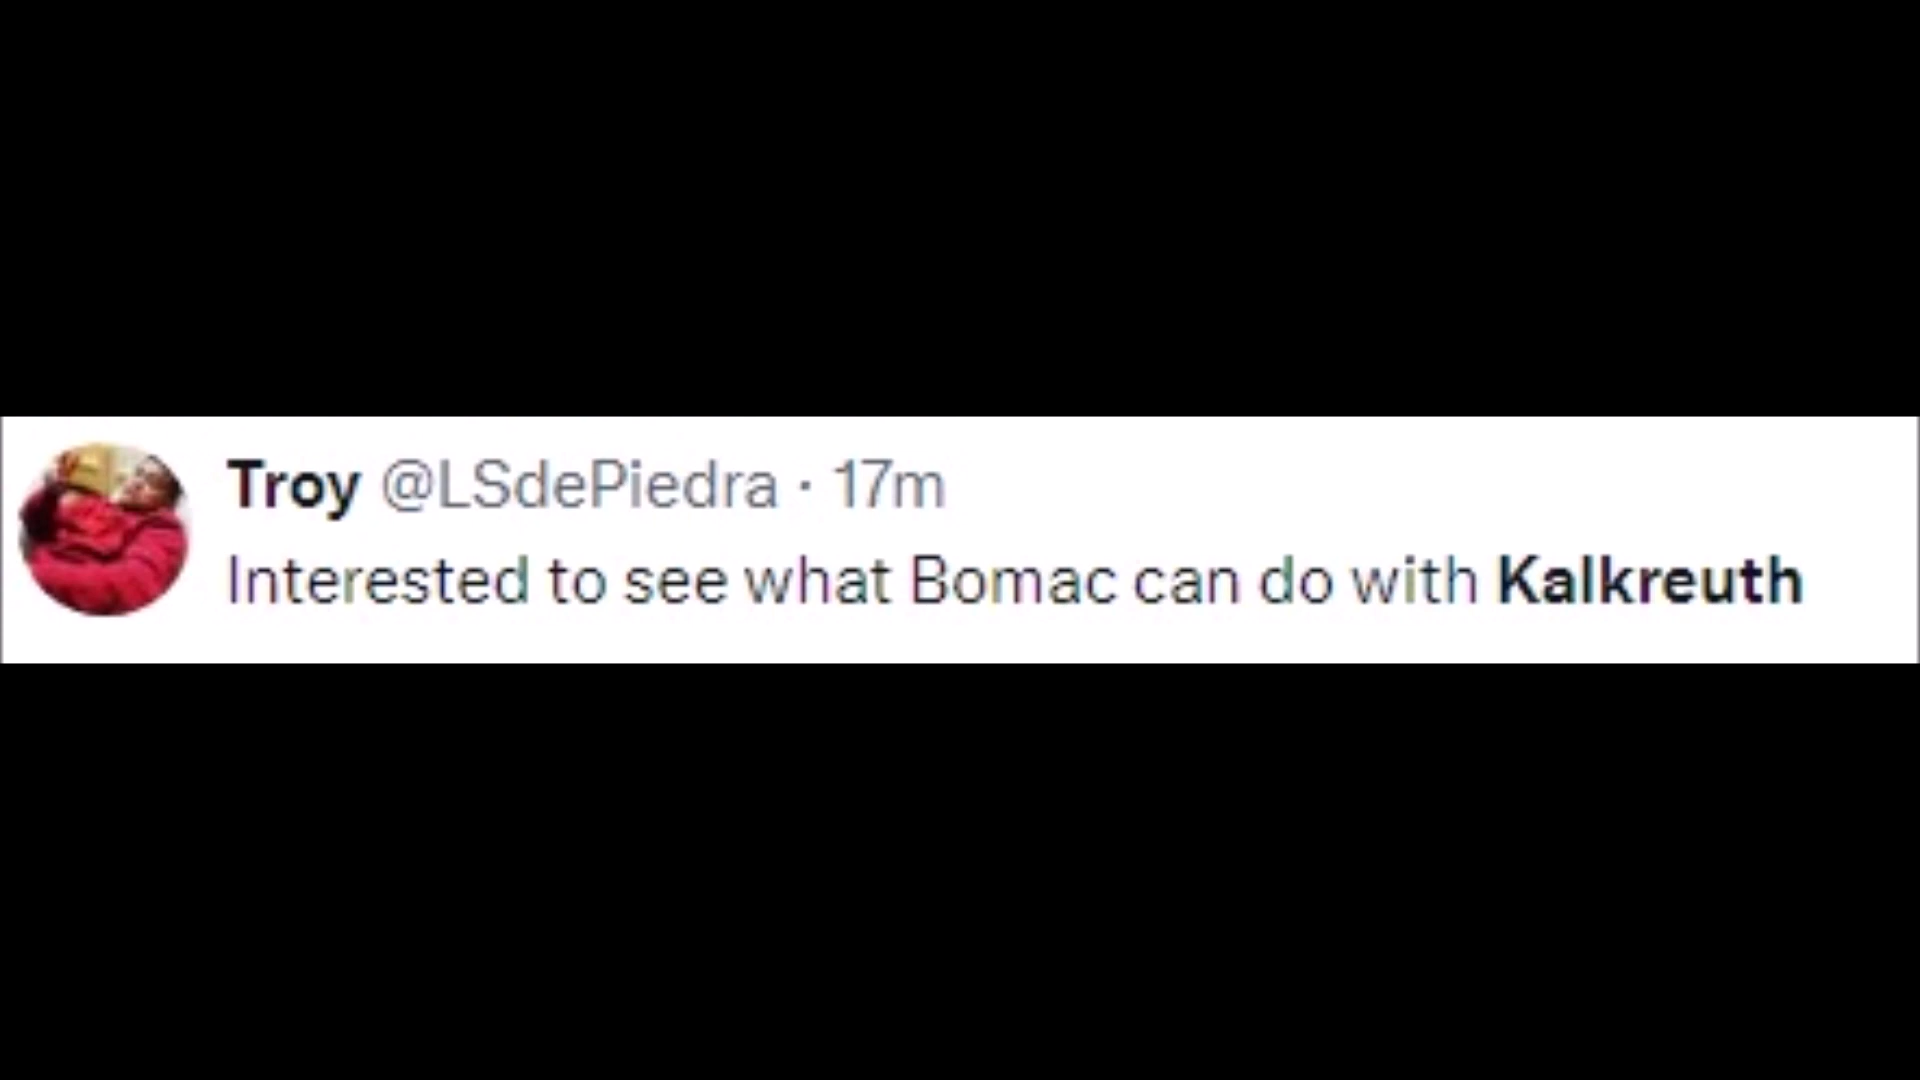 Troy @LSdePiedra · 17m
Interested to see what Bomac can do with Kalkreuth